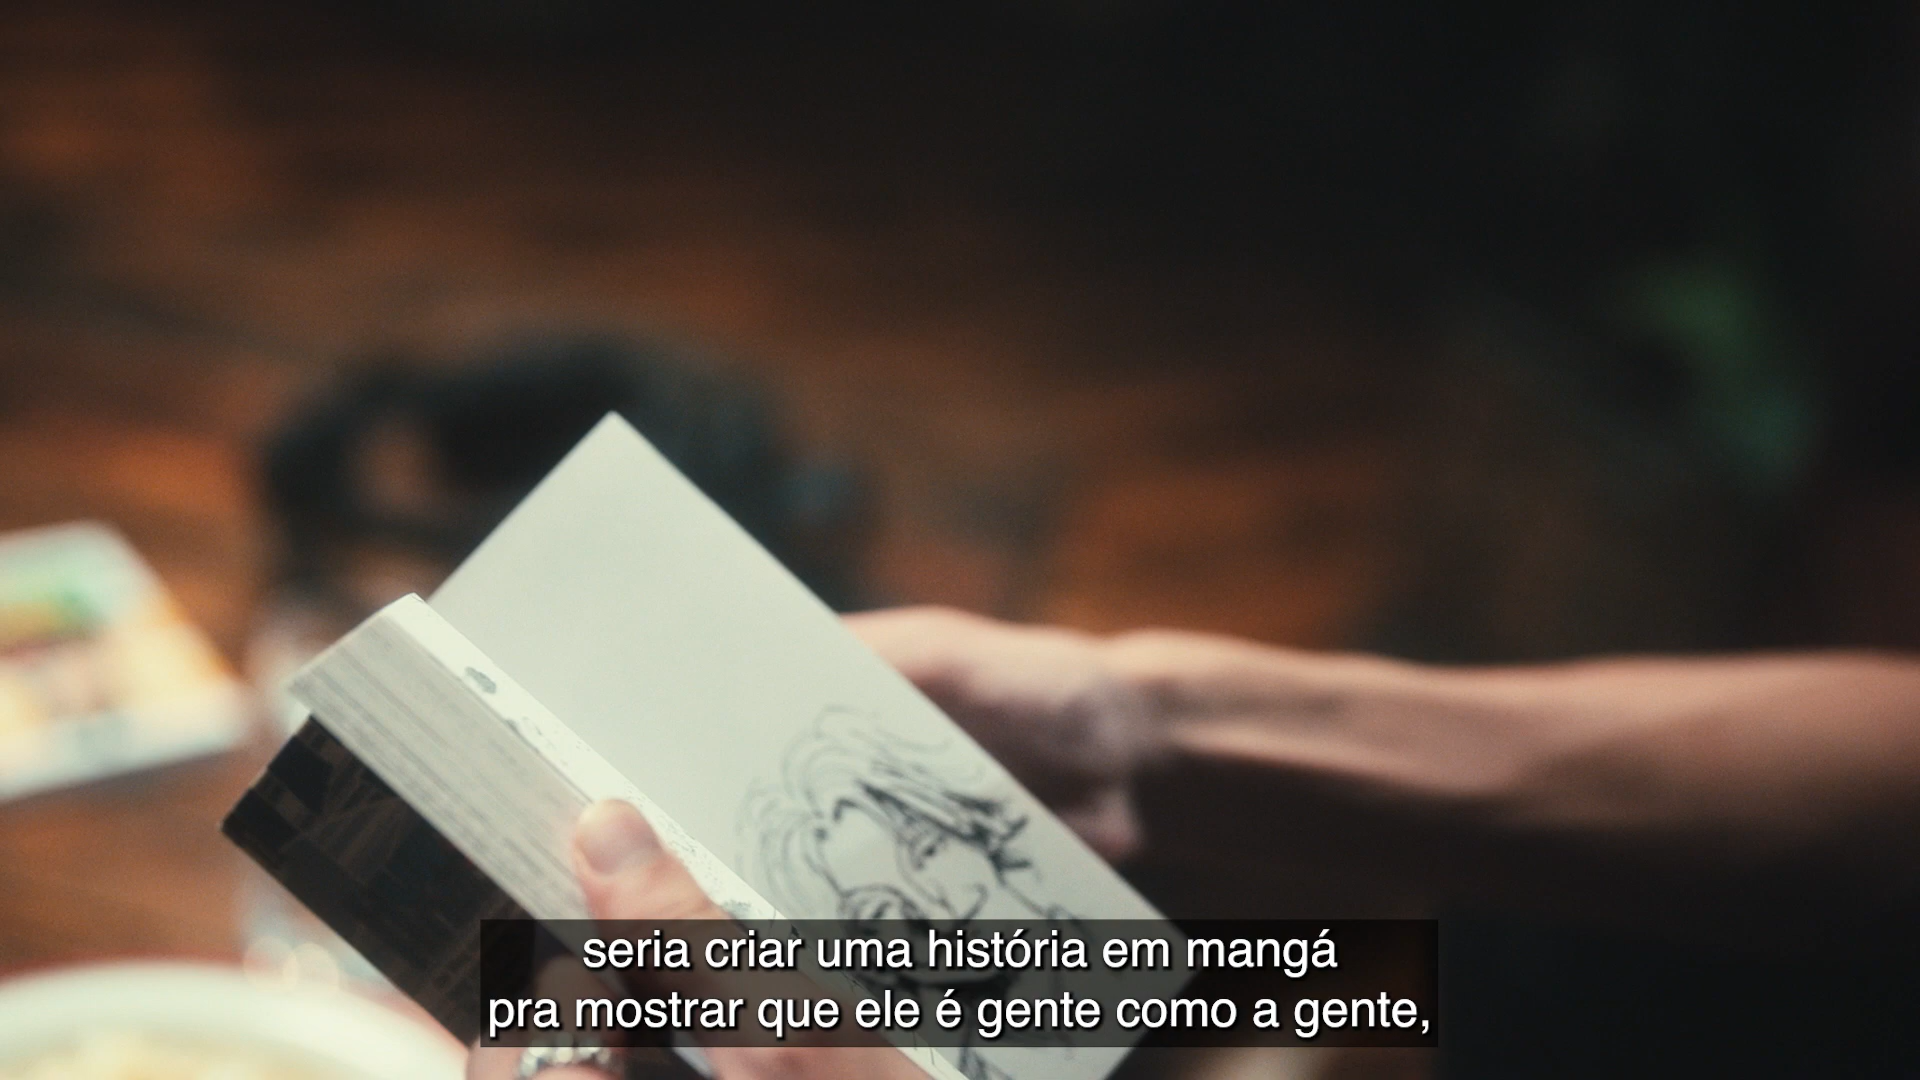 seria criar uma história em mangá
pra mostrar que ele é gente como a gente,